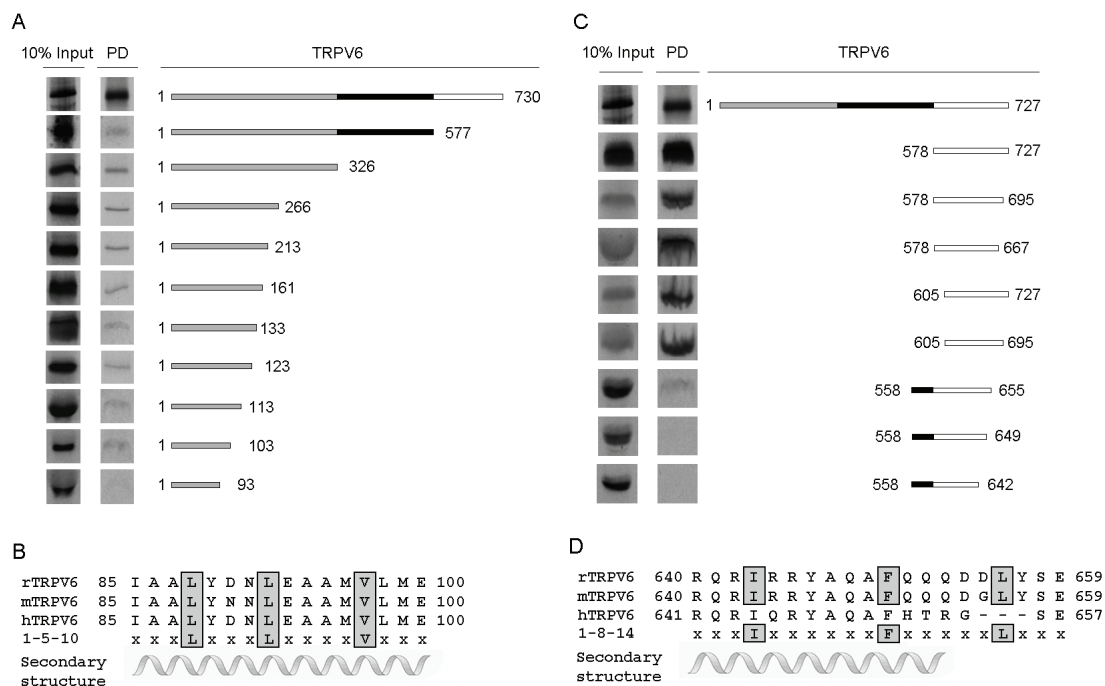 A
10% Input PD TRPV6
1 730
1 577
1 326
1 266
1 213
1 161
1 133
1 123
1 113
1 103
1 93
B
rTRPV6 85 I A A L Y D N L E A A M V L M E 100
mTRPV6 85 I A A L Y N N L E A A M V L M E 100
hTRPV6 85 I A A L Y D N L E A A M V L M E 100
1-5-10 x x x L x x x L x x x x V x x x
Secondary
structure
C
10% Input PD TRPV6
1 727
578 727
578 695
578 667
605 727
605 695
558 655
558 649
558 642
D
rTRPV6 640 R Q R I R R Y A Q A F Q Q Q D D L Y S E 659
mTRPV6 640 R Q R I R R Y A Q A F Q Q Q D G L Y S E 659
hTRPV6 641 R Q R I Q R Y A Q A F H T R G - - S E 657
1-8-14 x x x I x x x x x x F x x x x x L x x x
Secondary
structure